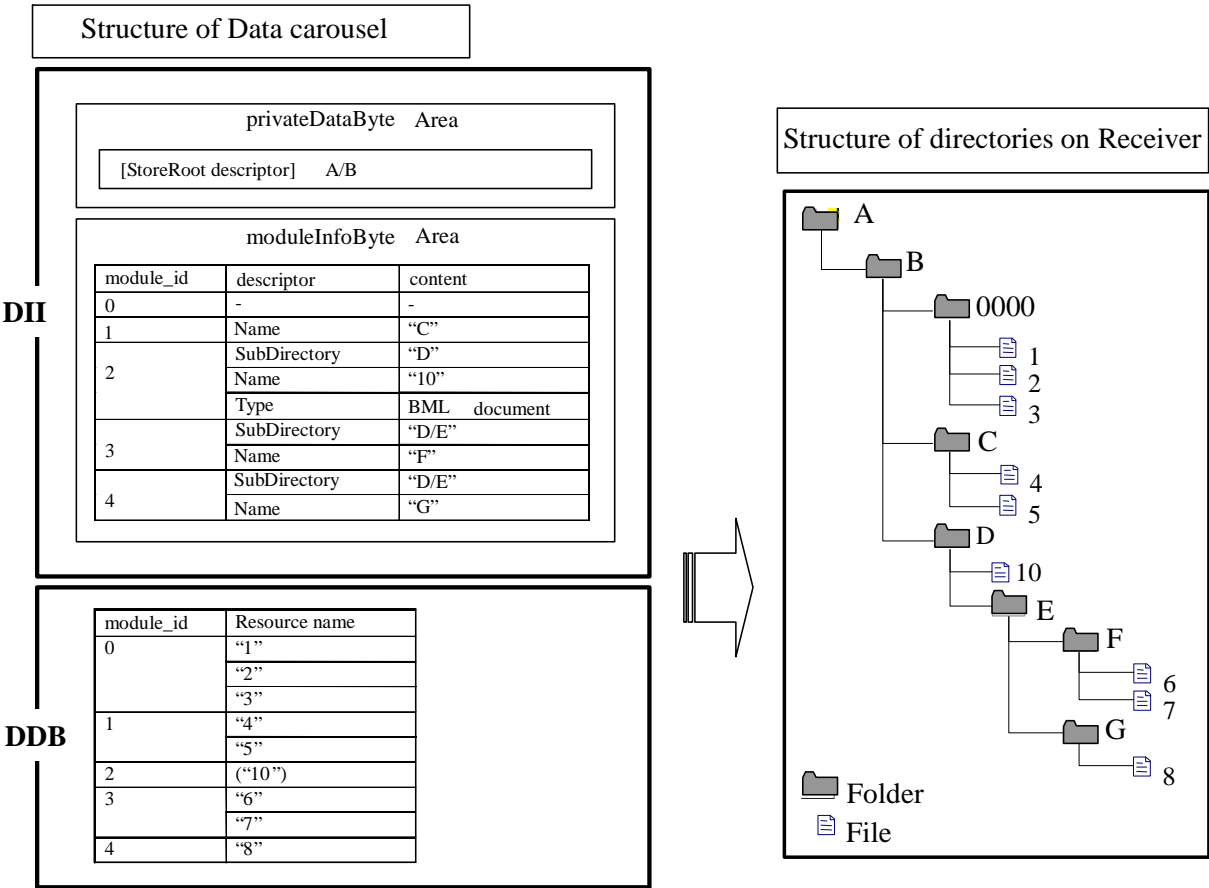 Structure of Data carousel
DII
privateDataByte Area
[StoreRoot descriptor] A/B
moduleInfoByte Area
module_id descriptor content
0 - -
1 Name “C”
2 SubDirectory “D”
Name “10”
Type BML document
3 SubDirectory “D/E”
Name “F”
4 SubDirectory “D/E”
Name “G”
DDB
module_id Resource name
0 “1”
“2”
“3”
1 “4”
“5”
2 (“10”)
3 “6”
“7”
4 “8”
Structure of directories on Receiver
A
B
0000
1
2
3
C
4
5
D
10
E
F
6
7
G
8
Folder
File